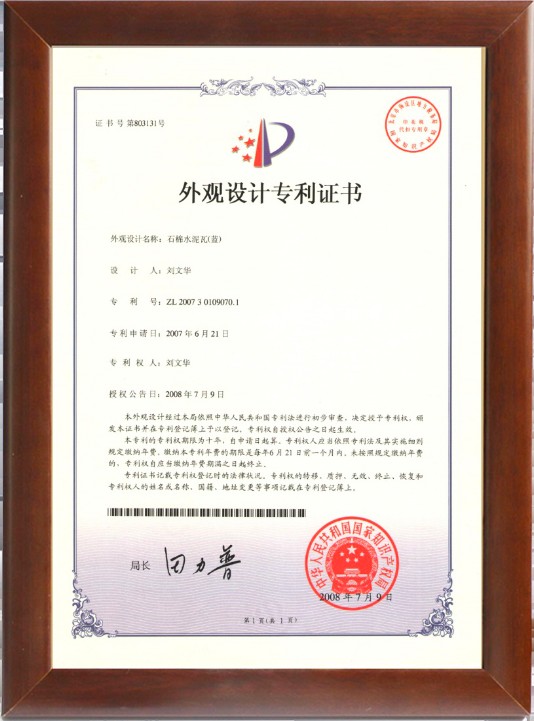 证书号第803131号
外观设计专利证书
外观设计名称：石棉水泥瓦(蓝)
设计人：刘文华
专利号：ZL 2007 3 0109070.1
专利申请日：2007年6月21日
专利权人：刘文华
授权公告日：2008年7月9日
本外观设计经过本局依照中华人民共和国专利法进行初步审查，决定授予专利权，颁
发本证书并在专利登记簿上予以登记，专利权自授权公告之日起生效。
本专利的专利权期限为十年，自申请日起算。专利权人应当依照专利法及其实施细则
规定缴纳年费。缴纳本专利年费的期限是每年6月21日前一个月内。未按照规定缴纳年费
的，专利权自应当缴纳年费期满之日起终止。
专利证书记载专利权登记时的法律状况。专利权的转移、质押、无效、终止、恢复和
专利权人的姓名或名称、国籍、地址变更等事项记载在专利登记簿上。
局长
田力普
中华人民共和国国家知识产权局
2008年7月9日
第1页(共1页)